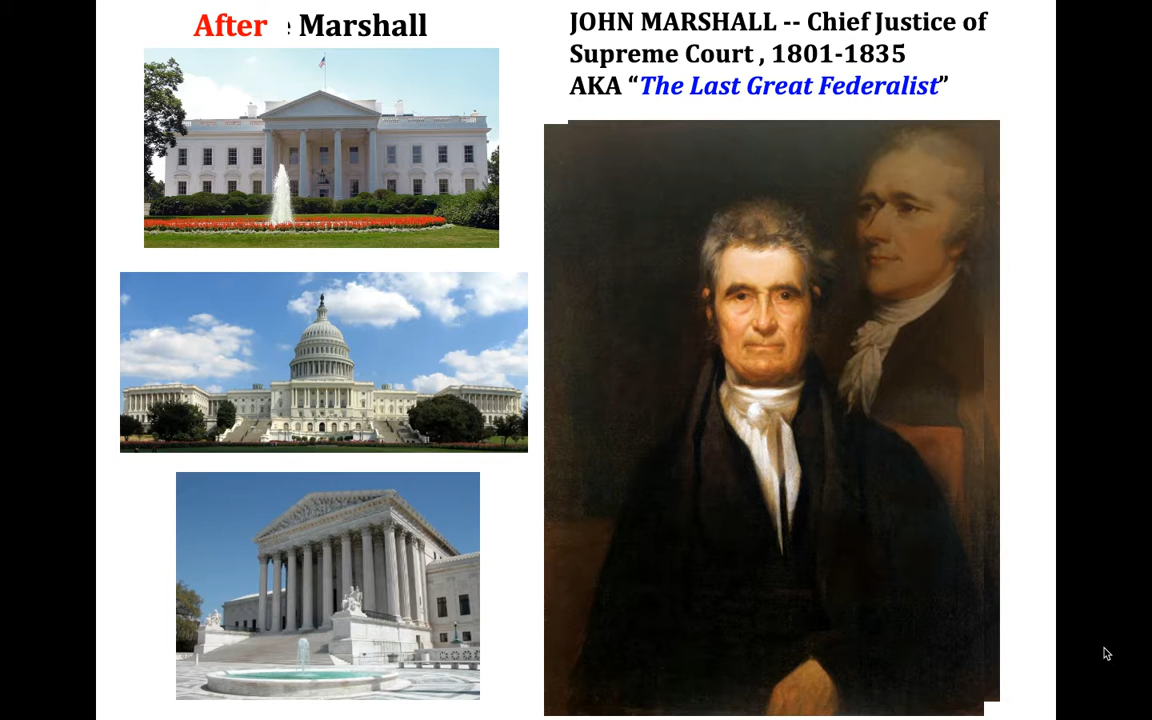 After : Marshall
JOHN MARSHALL -- Chief Justice of
Supreme Court , 1801-1835
AKA “The Last Great Federalist”